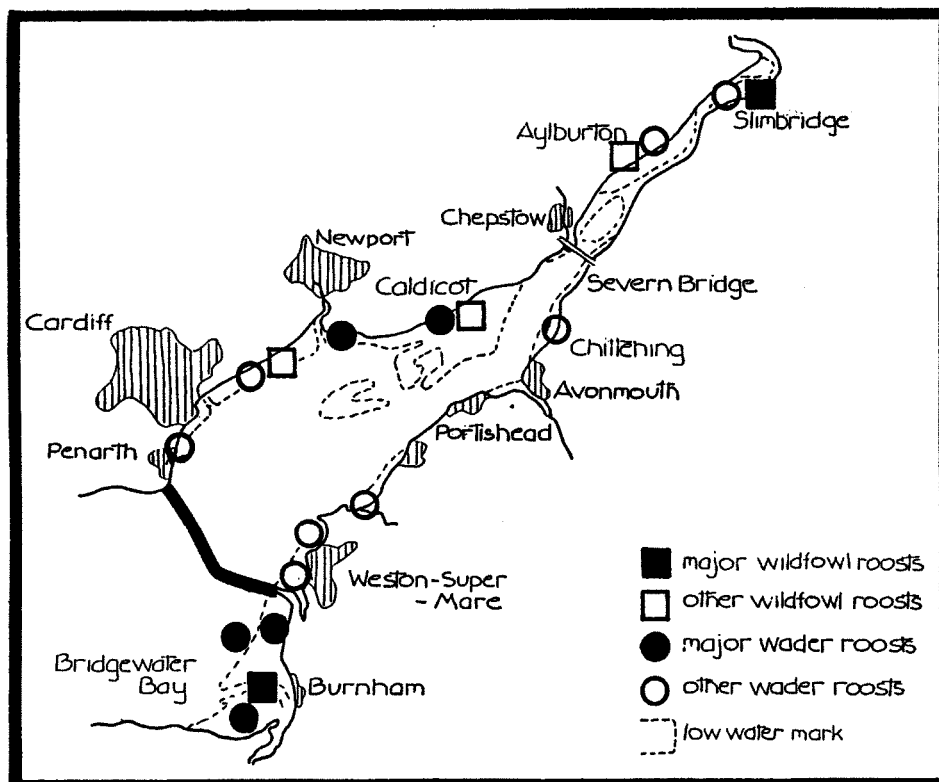 Slimbridge
Aylburton
Chepstow
Newport
Severn Bridge
Caldicot
Cardiff
Chittening
Avonmouth
Portishead
Penarth
Weston-Super
-Mare
Bridgewater
Bay
Burnham
major wildfowl roosts
other wildfowl roosts
major wader roosts
other wader roosts
low water mark